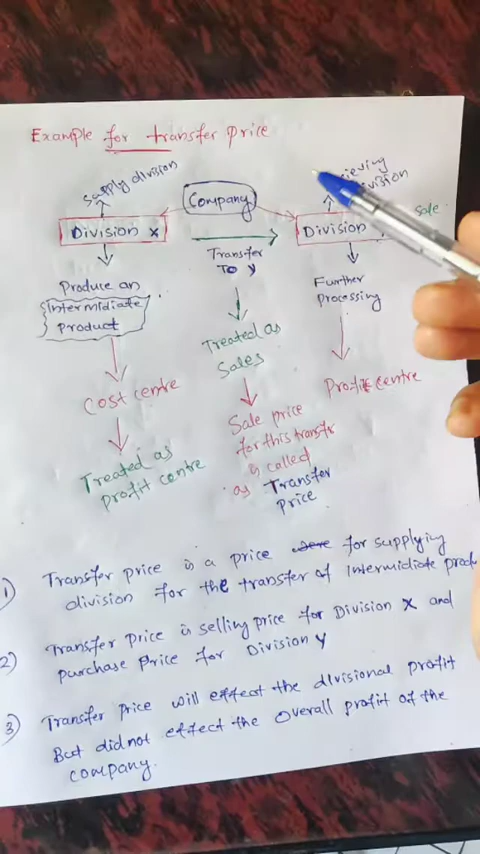 Example for transfer price
Supply division
Company
Division X
Division
Sale
Transfer
To Y
Produce an
Intermidiate
Product
Further
Processing
Treated as
Sales
Cost centre
Profit centre
Treated as
profit centre
Sale price
for this transfer
is called
as Transfer
Price
1) Transfer price is a price for supplying
division for the transfer of Intermidiate
2) Transfer price is selling price for Division X and
purchase Price for Division Y
3) Transfer price will effect the divisional profit
But did not effect the overall profit of the
company.